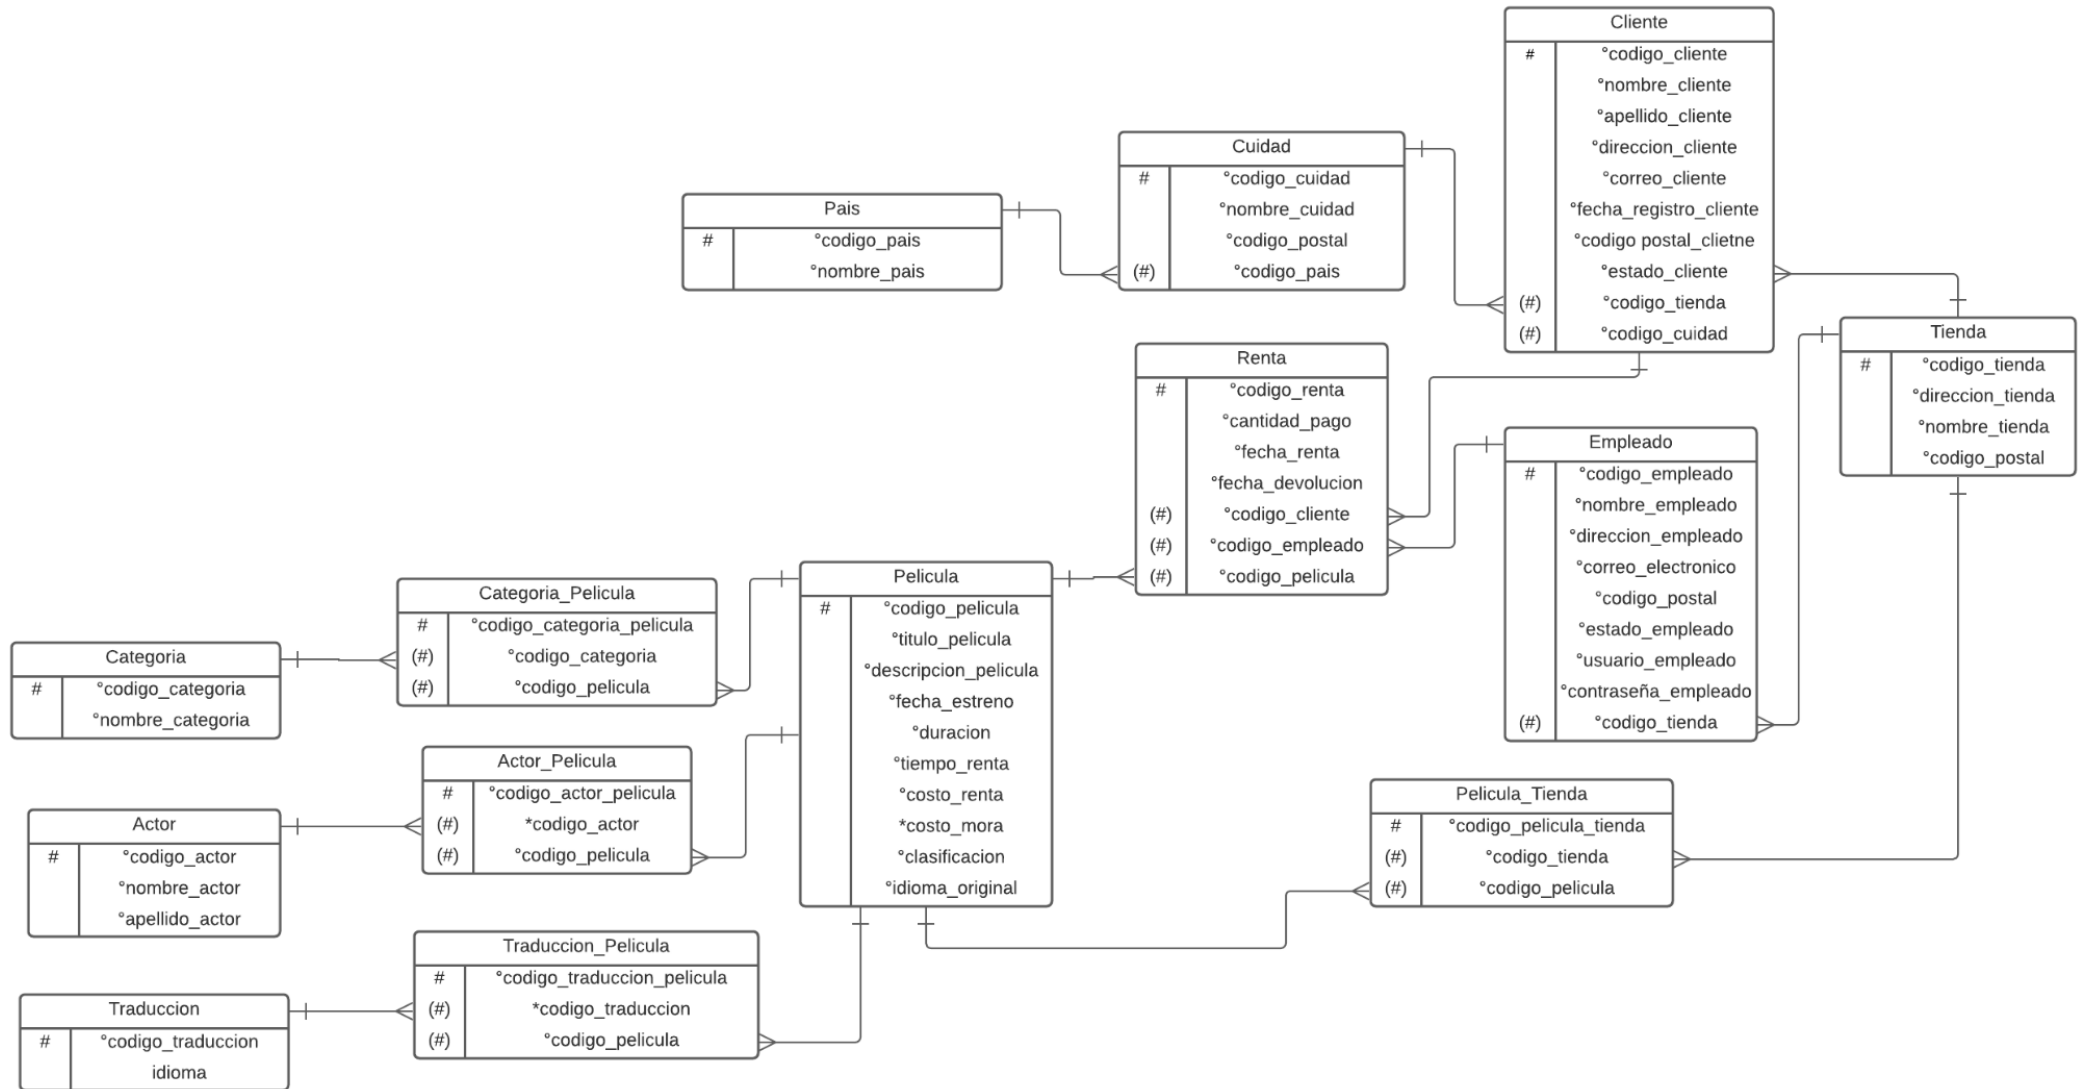 Cliente
# °codigo_cliente
°nombre_cliente
°apellido_cliente
°direccion_cliente
°correo_cliente
°fecha_registro_cliente
°codigo postal_clietne
°estado_cliente
(#) °codigo_tienda
(#) °codigo_cuidad
Cuidad
# °codigo_cuidad
°nombre_cuidad
°codigo_postal
(#) °codigo_pais
Pais
# °codigo_pais
°nombre_pais
Tienda
# °codigo_tienda
°direccion_tienda
°nombre_tienda
°codigo_postal
Renta
# °codigo_renta
°cantidad_pago
°fecha_renta
°fecha_devolucion
(#) °codigo_cliente
(#) °codigo_empleado
(#) °codigo_pelicula
Empleado
# °codigo_empleado
°nombre_empleado
°direccion_empleado
°correo_electronico
°codigo_postal
°estado_empleado
°usuario_empleado
°contraseña_empleado
(#) °codigo_tienda
Pelicula
# °codigo_pelicula
°titulo_pelicula
°descripcion_pelicula
°fecha_estreno
°duracion
°tiempo_renta
°costo_renta
*costo_mora
°clasificacion
°idioma_original
Categoria_Pelicula
# °codigo_categoria_pelicula
(#) °codigo_categoria
(#) °codigo_pelicula
Categoria
# °codigo_categoria
°nombre_categoria
Actor_Pelicula
# °codigo_actor_pelicula
(#) *codigo_actor
(#) °codigo_pelicula
Actor
# °codigo_actor
°nombre_actor
°apellido_actor
Pelicula_Tienda
# °codigo_pelicula_tienda
(#) °codigo_tienda
(#) °codigo_pelicula
Traduccion_Pelicula
# °codigo_traduccion_pelicula
(#) *codigo_traduccion
(#) °codigo_pelicula
Traduccion
# °codigo_traduccion
idioma